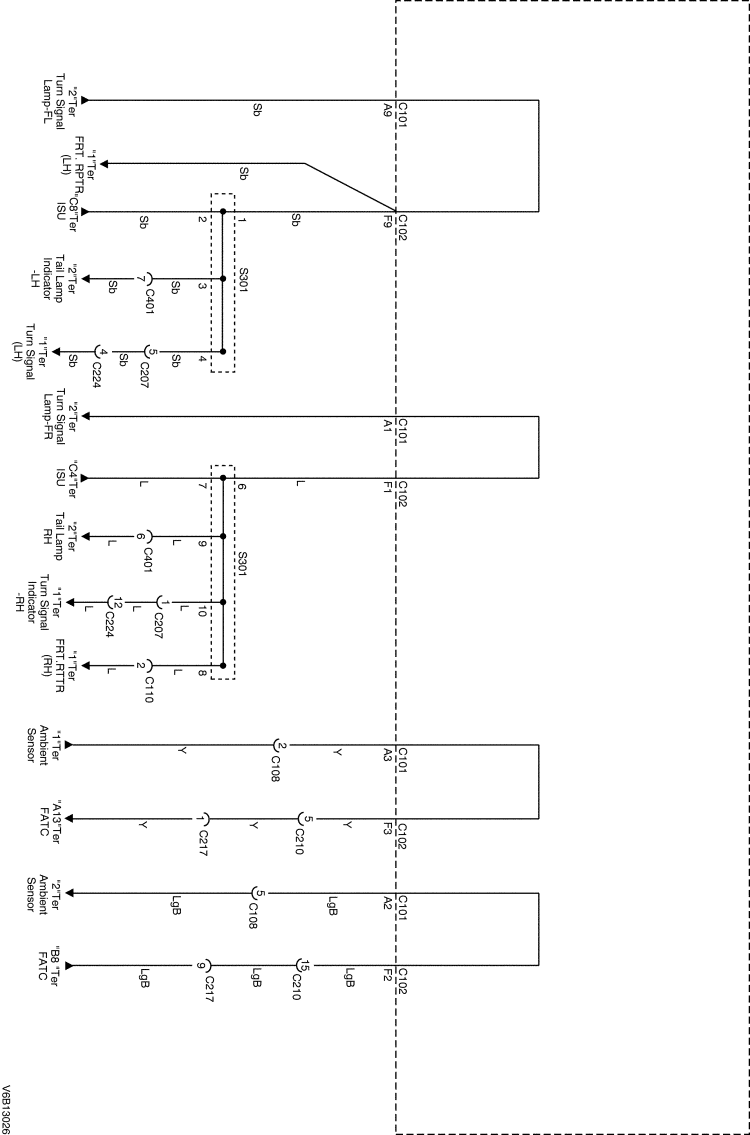 C101
A9
Sb
"2"Ter
Turn Signal
Lamp-FL
Sb
"1"Ter
FRT. RPTR
(LH)
C102
F9
Sb
1
2
Sb
"C8"Ter
ISU
S301
3
Sb
7
C401
Sb
"2"Ter
Tail Lamp
Indicator
-LH
4
Sb
5
C207
Sb
4
C224
Sb
"1"Ter
Turn Signal
(LH)
C101
A1
"2"Ter
Turn Signal
Lamp-FR
C102
F1
L
6
7
L
"C4"Ter
ISU
S301
9
L
6
C401
L
"2"Ter
Tail Lamp
RH
10
L
1
C207
L
12
C224
L
"1"Ter
Turn Signal
Indicator
-RH
8
L
2
C110
L
"1"Ter
FRT.RTTR
(RH)
C101
A3
Y
2
C108
Y
"1"Ter
Ambient
Sensor
C102
F3
Y
5
C210
Y
1
C217
Y
"A13"Ter
FATC
C101
A2
LgB
5
C108
LgB
"2"Ter
Ambient
Sensor
C102
F2
LgB
15
C210
LgB
9
C217
LgB
"B8 "Ter
FATC
V6B13026